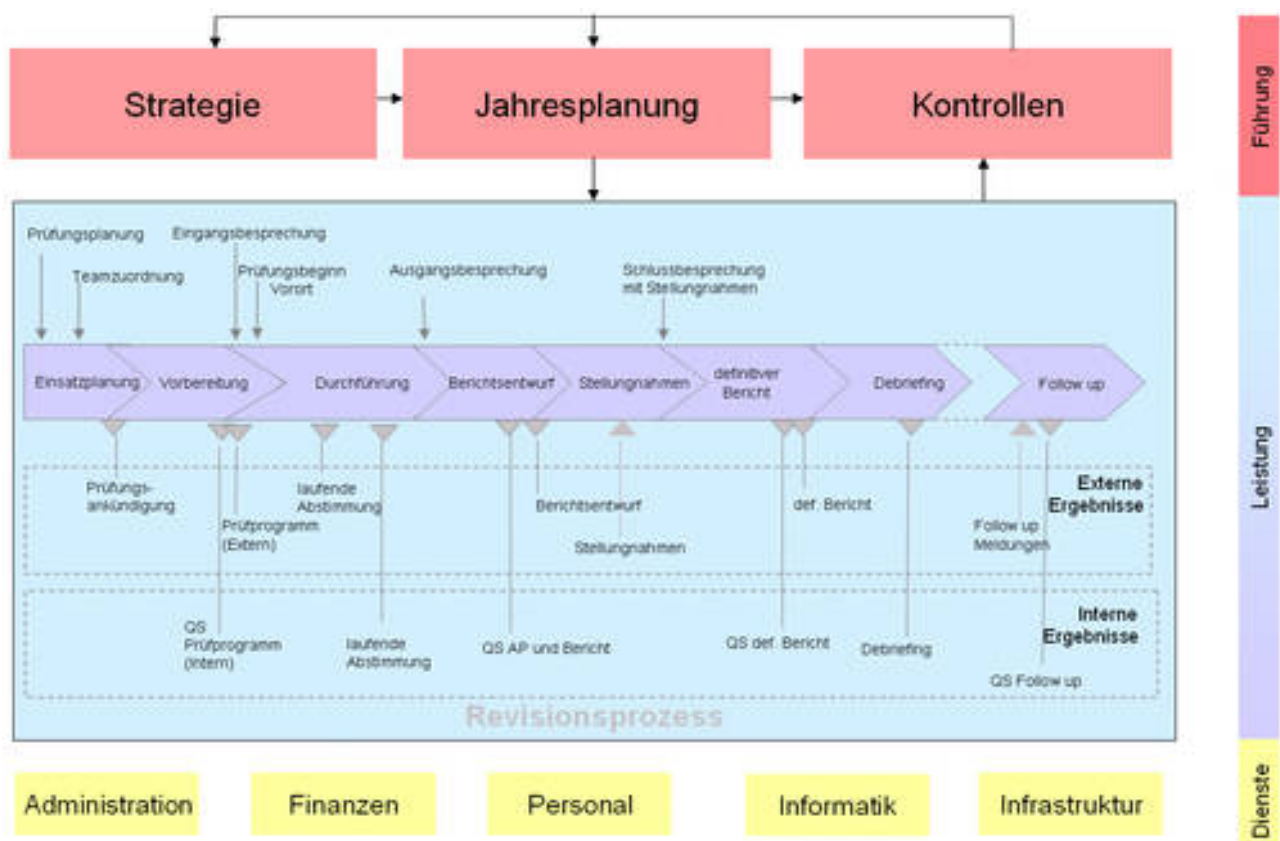 Strategie
Jahresplanung
Kontrollen
Führung
Prüfungsplanung
Eingangsbesprechung
Teamzuordnung
Prüfungsbeginn
Vorort
Ausgangsbesprechung
Schlussbesprechung
mit Stellungnahmen
Einsatzplanung
Vorbereitung
Durchführung
Berichtsentwurf
Stellungnahmen
definitiver
Bericht
Debriefing
Follow up
Leistung
Prüfungs-
ankündigung
Prüfprogramm
(Extern)
laufende
Abstimmung
Berichtsentwurf
Stellungnahmen
def. Bericht
Follow up
Meldungen
Externe
Ergebnisse
QS
Prüfprogramm
(Intern)
laufende
Abstimmung
QS AP und Bericht
QS def. Bericht
Debriefing
QS Follow up
Interne
Ergebnisse
Revisionsprozess
Administration
Finanzen
Personal
Informatik
Infrastruktur
Dienste